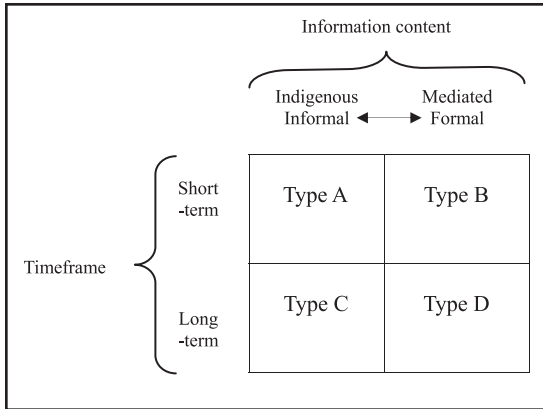 Information content
Indigenous Mediated
Informal Formal
Short
-term
Type A Type B
Timeframe
Long
-term
Type C Type D